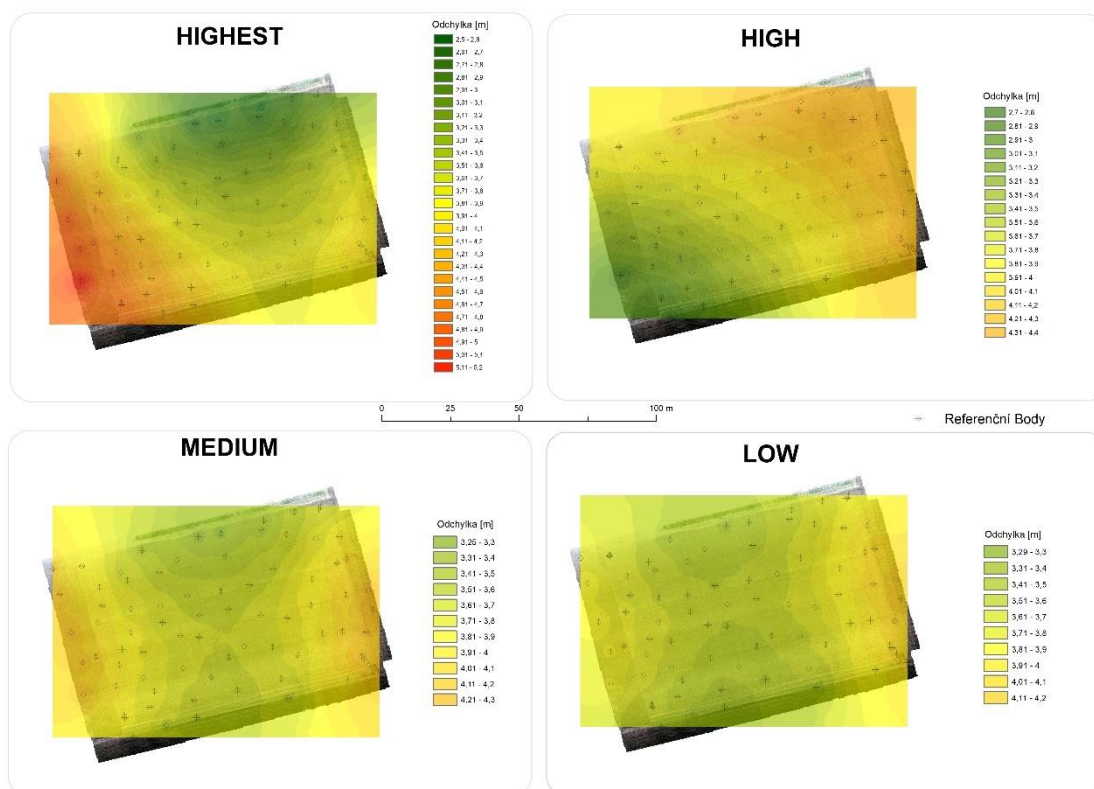 HIGHEST
Odchylka [m]
2,5 - 2,6
2,61 - 2,7
2,71 - 2,8
2,81 - 2,9
2,91 - 3
3,01 - 3,1
3,11 - 3,2
3,21 - 3,3
3,31 - 3,4
3,41 - 3,5
3,51 - 3,6
3,61 - 3,7
3,71 - 3,8
3,81 - 3,9
3,91 - 4
4,01 - 4,1
4,11 - 4,2
4,21 - 4,3
4,31 - 4,4
4,41 - 4,5
4,51 - 4,6
4,61 - 4,7
4,71 - 4,8
4,81 - 4,9
4,91 - 5
5,01 - 5,1
5,11 - 5,2
HIGH
Odchylka [m]
2,7 - 2,8
2,81 - 2,9
2,91 - 3
3,01 - 3,1
3,11 - 3,2
3,21 - 3,3
3,31 - 3,4
3,41 - 3,5
3,51 - 3,6
3,61 - 3,7
3,71 - 3,8
3,81 - 3,9
3,91 - 4
4,01 - 4,1
4,11 - 4,2
4,21 - 4,3
4,31 - 4,4
0 25 50 100 m
Referenční Body
MEDIUM
Odchylka [m]
3,25 - 3,3
3,31 - 3,4
3,41 - 3,5
3,51 - 3,6
3,61 - 3,7
3,71 - 3,8
3,81 - 3,9
3,91 - 4
4,01 - 4,1
4,11 - 4,2
4,21 - 4,3
LOW
Odchylka [m]
3,29 - 3,3
3,31 - 3,4
3,41 - 3,5
3,51 - 3,6
3,61 - 3,7
3,71 - 3,8
3,81 - 3,9
3,91 - 4
4,01 - 4,1
4,11 - 4,2